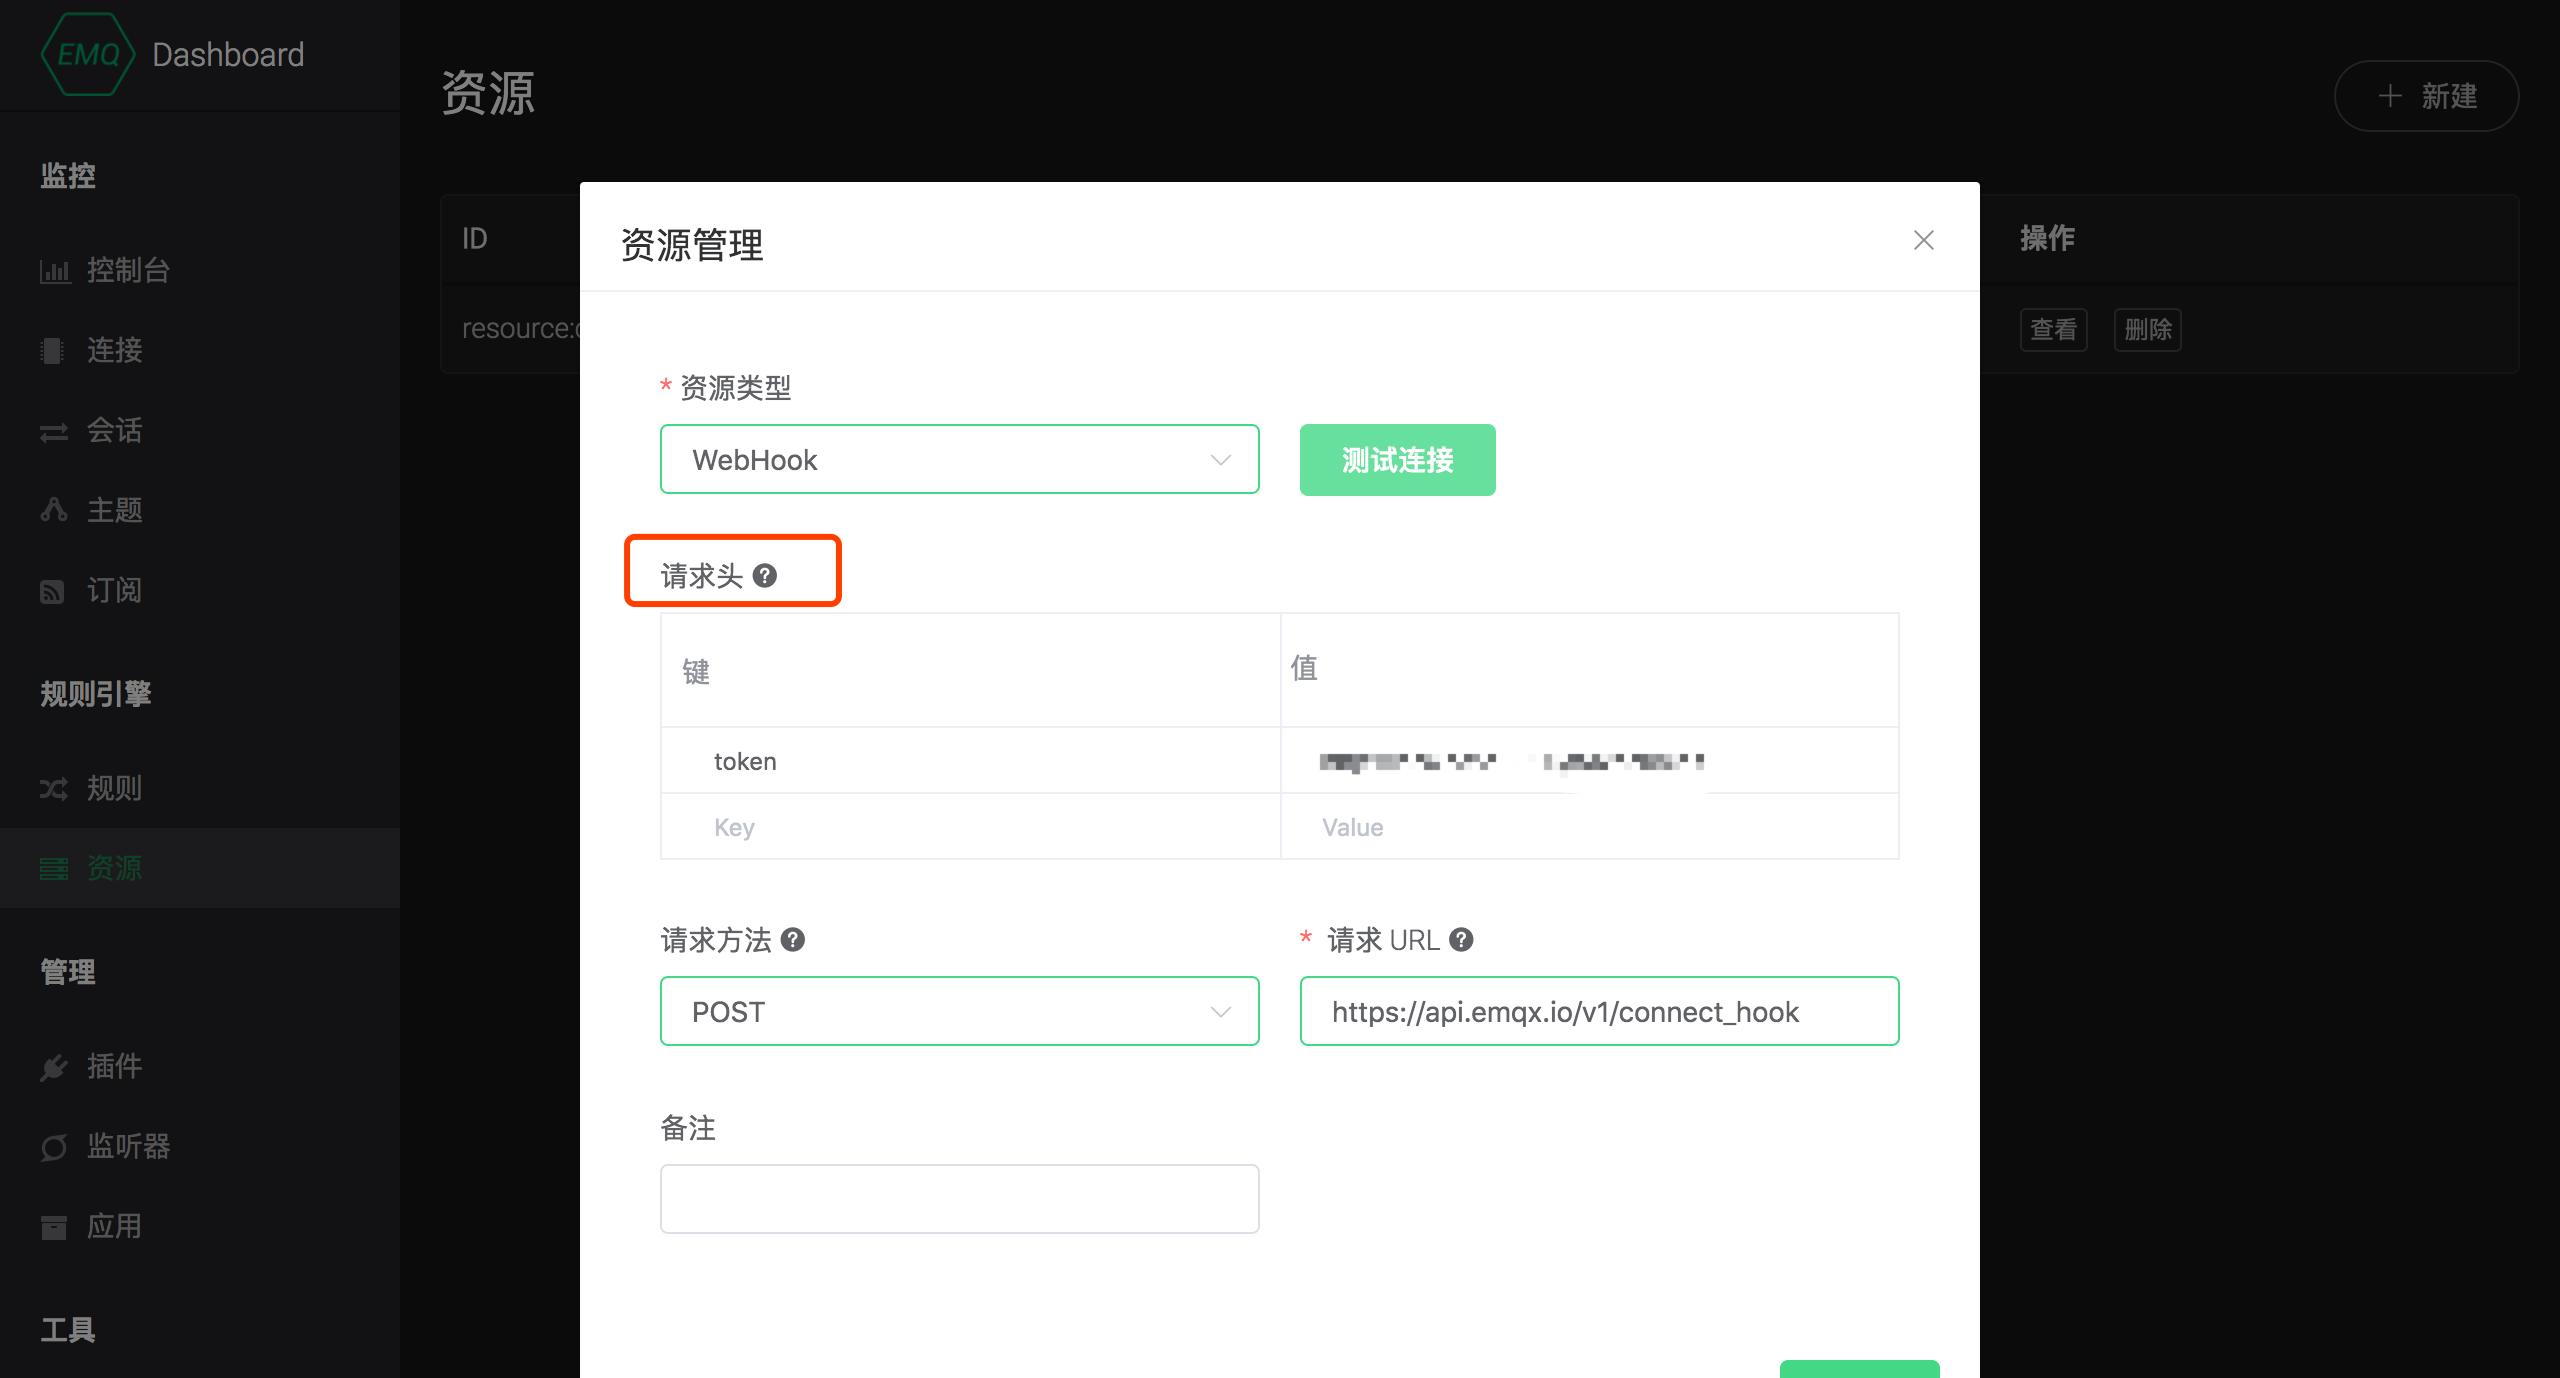 EMQ Dashboard
监控
控制台
连接
会话
主题
订阅
规则引擎
规则
资源
管理
插件
监听器
应用
工具
资源
新建
ID
操作
resource:
查看
删除
资源管理
* 资源类型
WebHook
测试连接
请求头 ?
键
值
token
Key
Value
请求方法 ?
* 请求 URL ?
POST
https://api.emqx.io/v1/connect_hook
备注